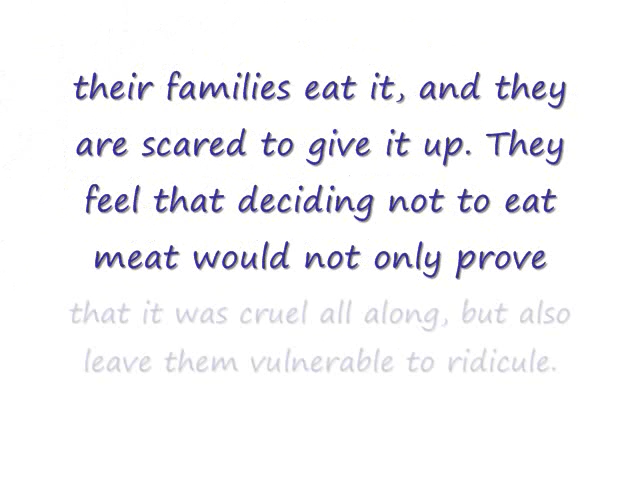 their families eat it, and they
are scared to give it up. They
feel that deciding not to eat
meat would not only prove
that it was cruel all along, but also
leave them vulnerable to ridicule.